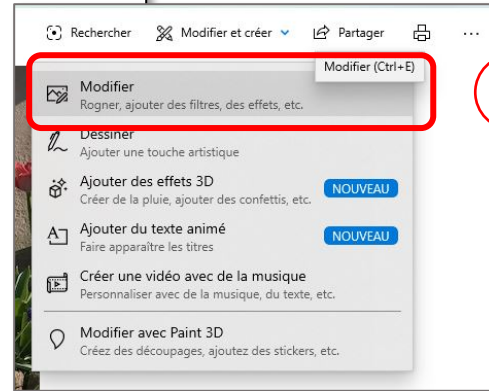 Rechercher Modifier et créer Partager ...
Modifier (Ctrl+E)
Modifier
Rogner, ajouter des filtres, des effets, etc.
Dessiner
Ajouter une touche artistique
Ajouter des effets 3D NOUVEAU
Créer de la pluie, ajouter des confettis, etc.
Ajouter du texte animé NOUVEAU
Faire apparaître les titres
Créer une vidéo avec de la musique
Personnaliser avec de la musique, du texte, etc.
Modifier avec Paint 3D
Créez des découpages, ajoutez des stickers, etc.